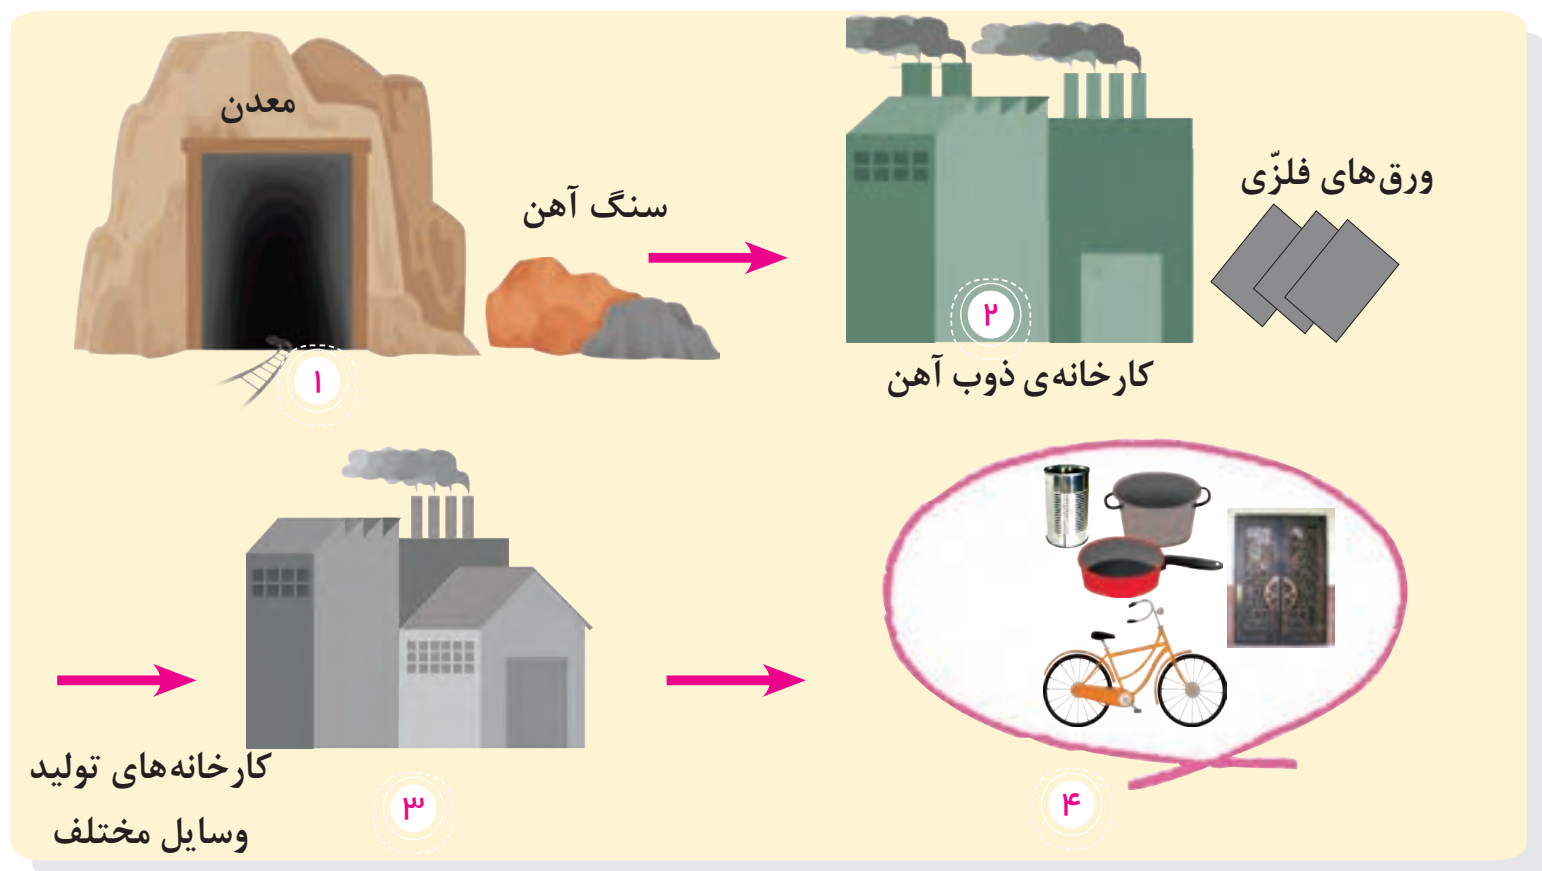 معدن
سنگ آهن
۱
ورق‌های فلزّی
۲
کارخانه‌ی ذوب آهن
کارخانه‌های تولید
وسایل مختلف
۳
۴